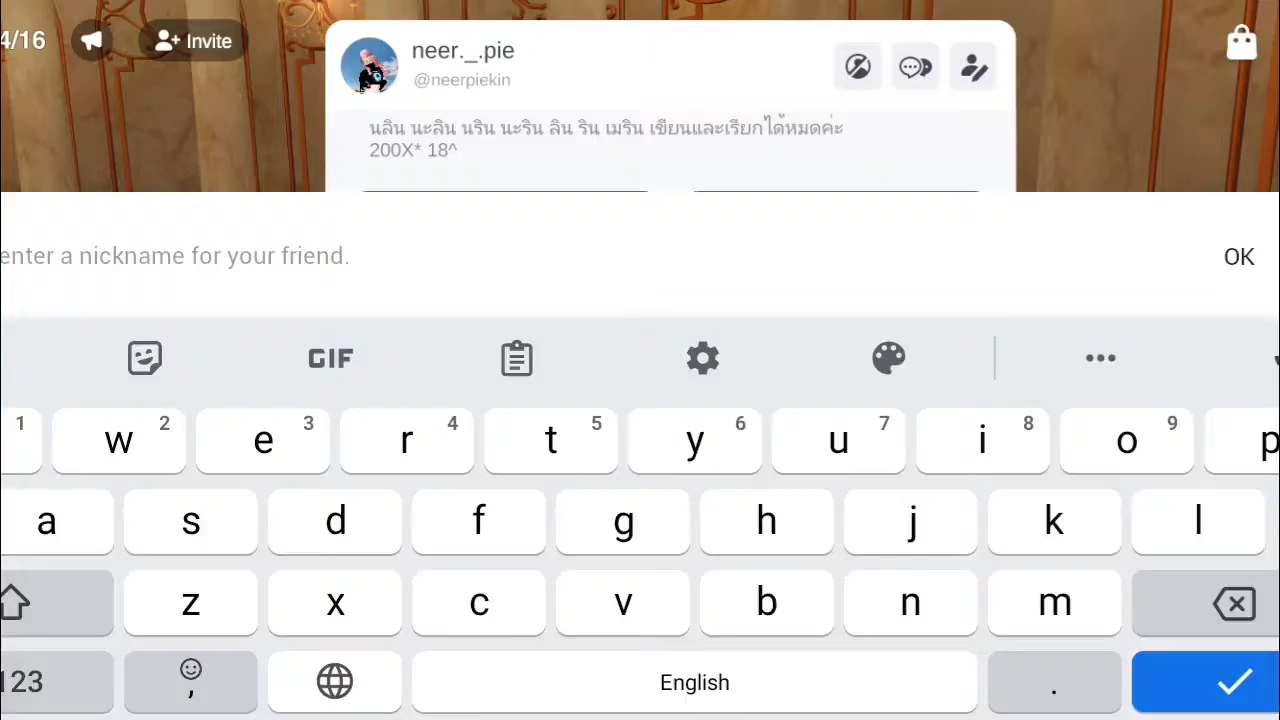 4/16
Invite
neer._.pie
@neerpiekin
นลิน นะลิน นริน นะริน ลิน ริน เมริน เขียนและเรียกได้หมดค่ะ
200X* 18^
enter a nickname for your friend.
OK
GIF
1 w 2 e 3 r 4 t 5 y 6 u 7 i 8 o 9 p
a s d f g h j k l
z x c v b n m
123 , English .